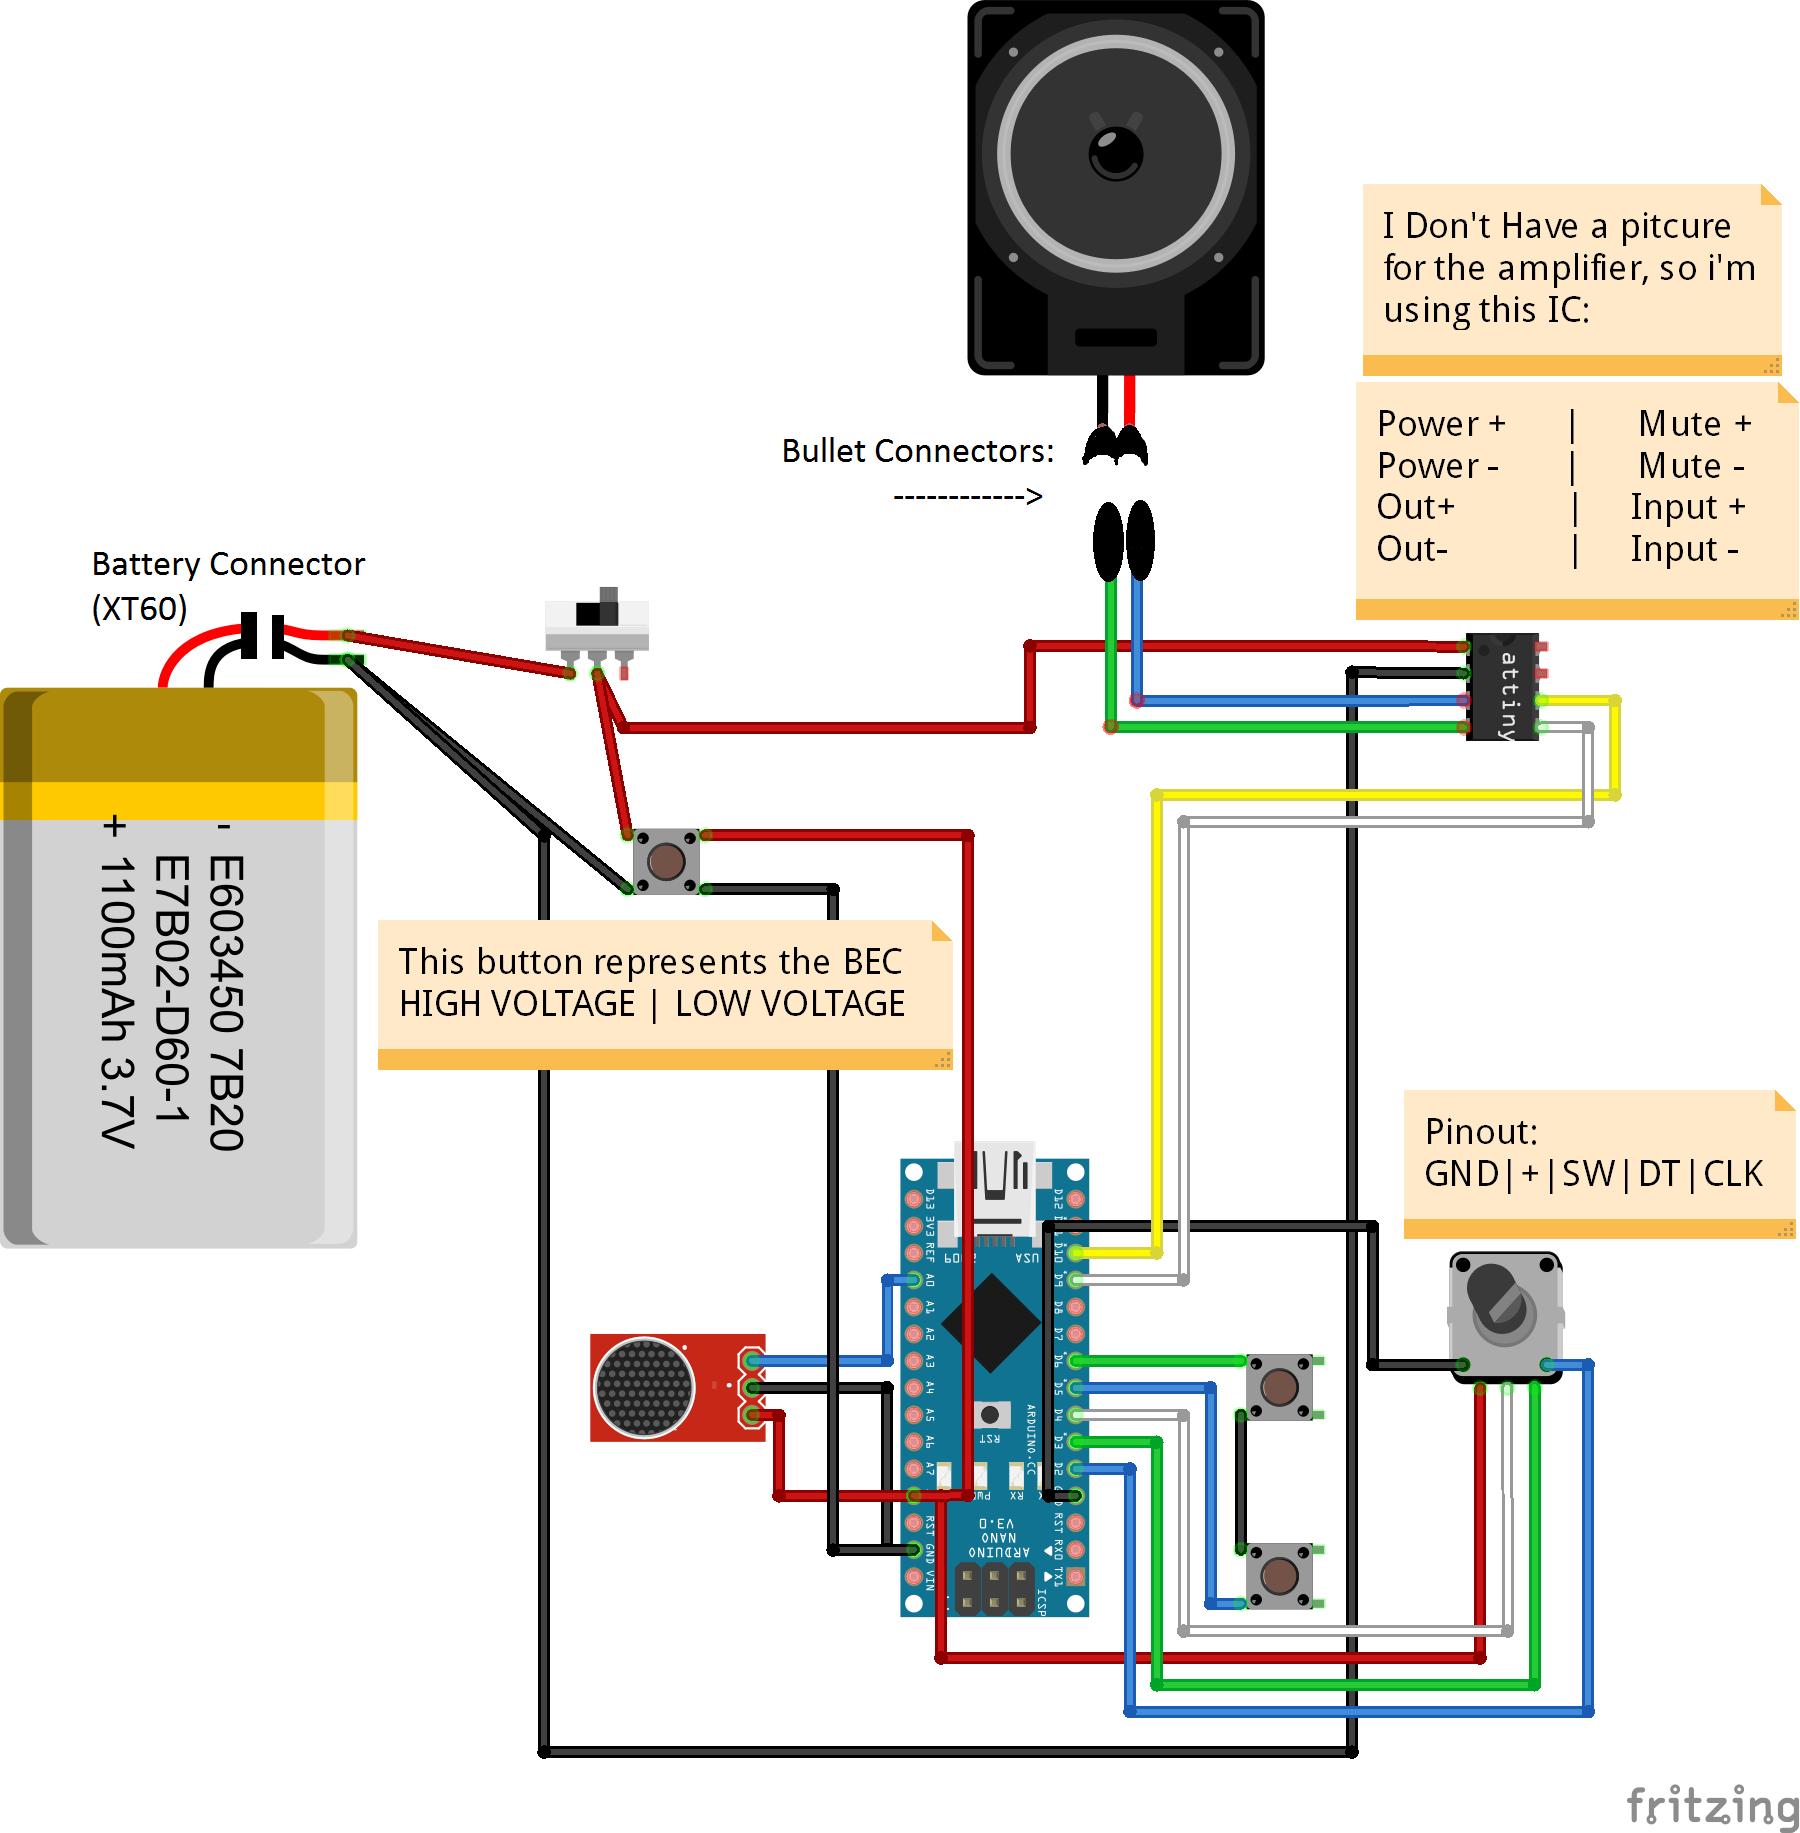 I Don't Have a pitcure
for the amplifier, so i'm
using this IC:
Power + | Mute +
Power - | Mute -
Out+ | Input +
Out- | Input -
Bullet Connectors:
------------>
Battery Connector
(XT60)
attiny
- E603450 7B20
E7B02-D60-1
+ 1100mAh 3.7V
This button represents the BEC
HIGH VOLTAGE | LOW VOLTAGE
Pinout:
GND|+|SW|DT|CLK
D13
3V3
REF
A0
A1
A2
A3
A4
A5
A6
A7
RST
GND
VIN
D12
D10
D9
D8
D7
D6
D5
D4
D3
D2
RST
RX0
TX1
USA
RST
ARDUINO.CC
RX
PWR
V3.0
NANO
ARDUINO
ICSP
fritzing